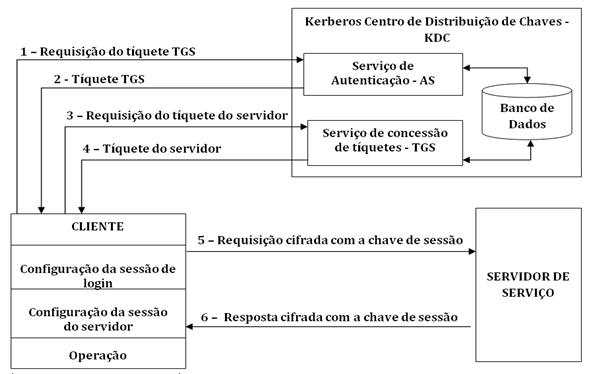 Kerberos Centro de Distribuição de Chaves -
KDC
1 – Requisição do tíquete TGS
2 - Tíquete TGS
Serviço de
Autenticação - AS
3 – Requisição do tíquete do servidor
4 – Tíquete do servidor
Serviço de concessão
de tíquetes - TGS
Banco de
Dados
CLIENTE
Configuração da sessão de
login
Configuração da sessão
do servidor
Operação
5 – Requisição cifrada com a chave de sessão
6 – Resposta cifrada com a chave de sessão
SERVIDOR DE
SERVIÇO